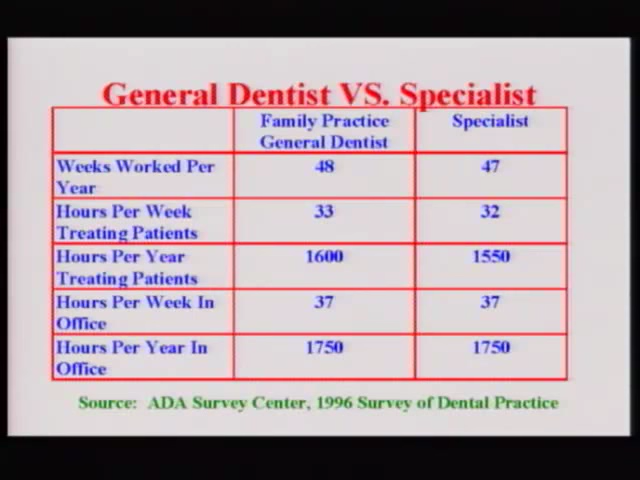 General Dentist VS. Specialist
Family Practice Specialist
General Dentist
Weeks Worked Per 48 47
Year
Hours Per Week 33 32
Treating Patients
Hours Per Year 1600 1550
Treating Patients
Hours Per Week In 37 37
Office
Hours Per Year In 1750 1750
Office
Source: ADA Survey Center, 1996 Survey of Dental Practice